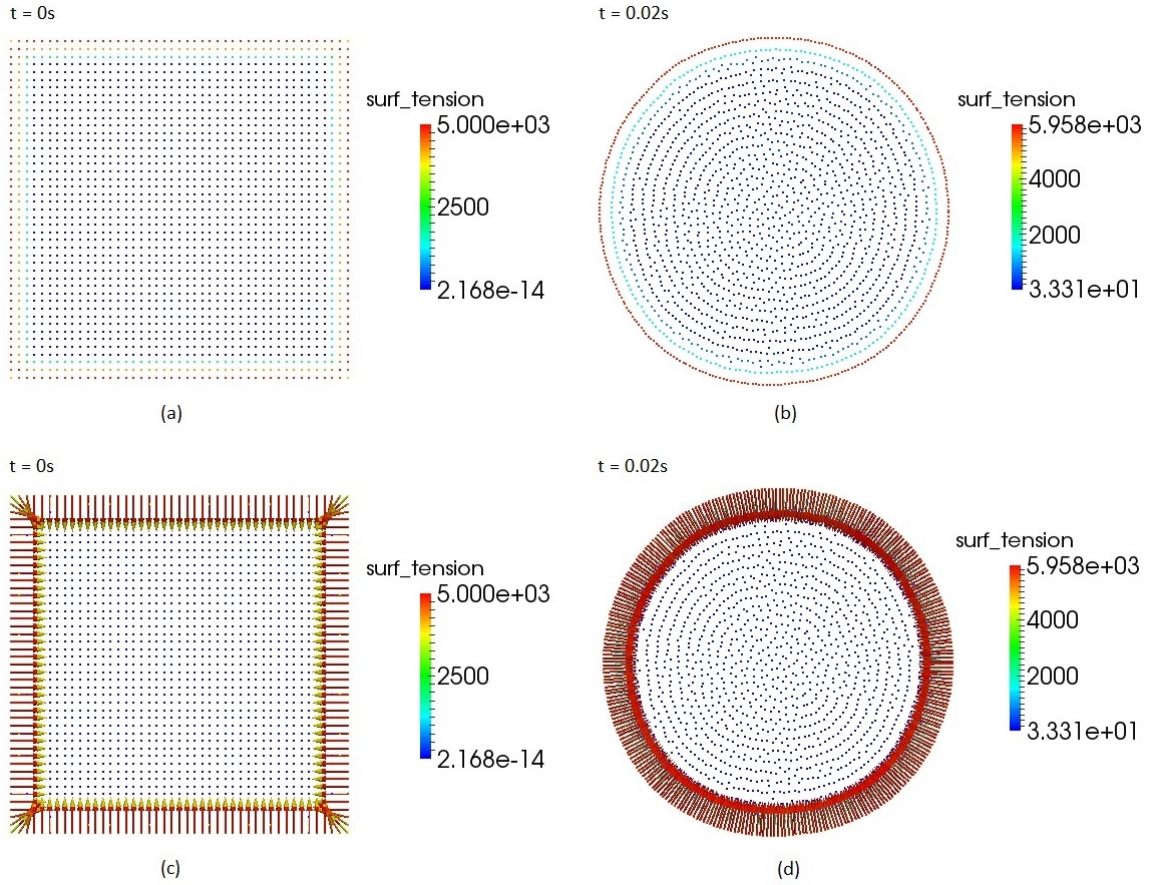 t = 0s
t = 0.02s
surf_tension
5.000e+03
2500
2.168e-14
surf_tension
5.958e+03
4000
2000
3.331e+01
(a)
(b)
t = 0s
t = 0.02s
surf_tension
5.000e+03
2500
2.168e-14
surf_tension
5.958e+03
4000
2000
3.331e+01
(c)
(d)